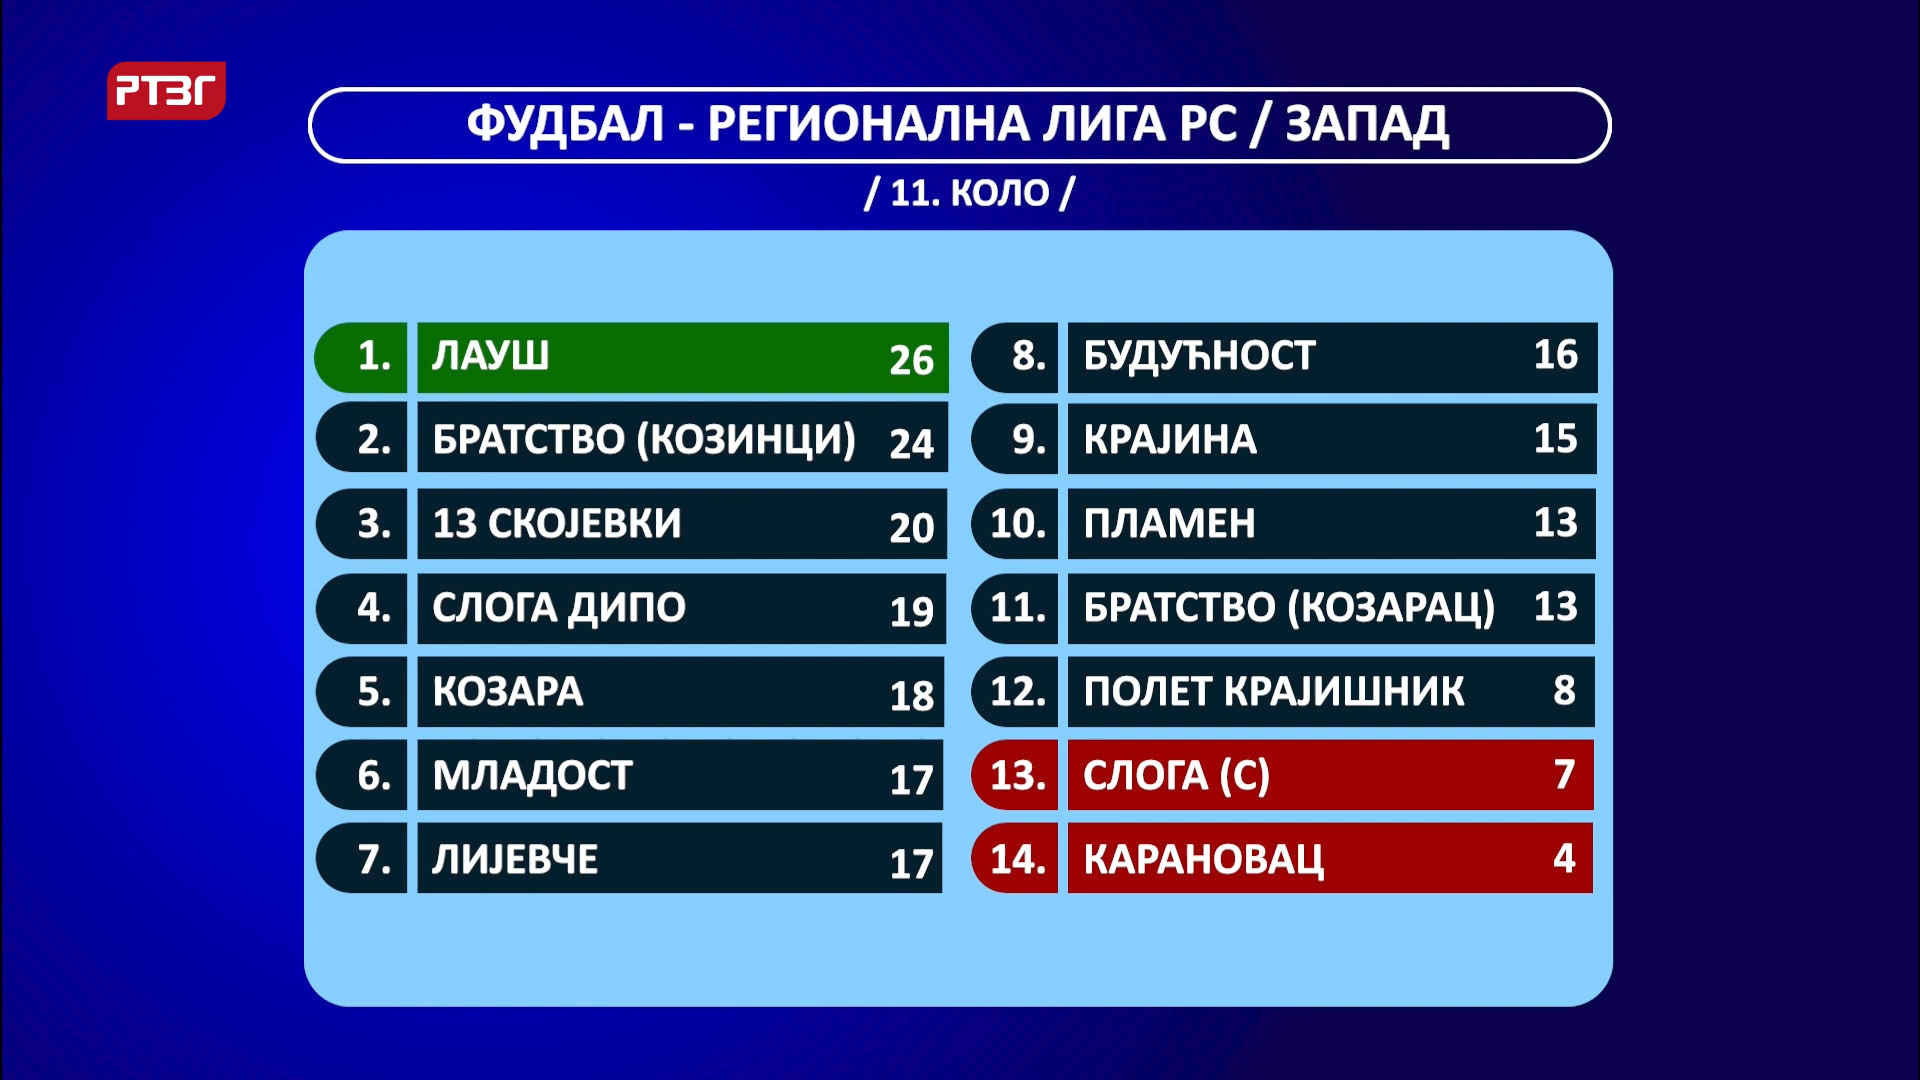 РТВГ
ФУДБАЛ - РЕГИОНАЛНА ЛИГА РС / ЗАПАД
/ 11. КОЛО /
1. ЛАУШ 26
2. БРАТСТВО (КОЗИНЦИ) 24
3. 13 СКОЈЕВКИ 20
4. СЛОГА ДИПО 19
5. КОЗАРА 18
6. МЛАДОСТ 17
7. ЛИЈЕВЧЕ 17
8. БУДУЋНОСТ 16
9. КРАЈИНА 15
10. ПЛАМЕН 13
11. БРАТСТВО (КОЗАРАЦ) 13
12. ПОЛЕТ КРАЈИШНИК 8
13. СЛОГА (С) 7
14. КАРАНОВАЦ 4